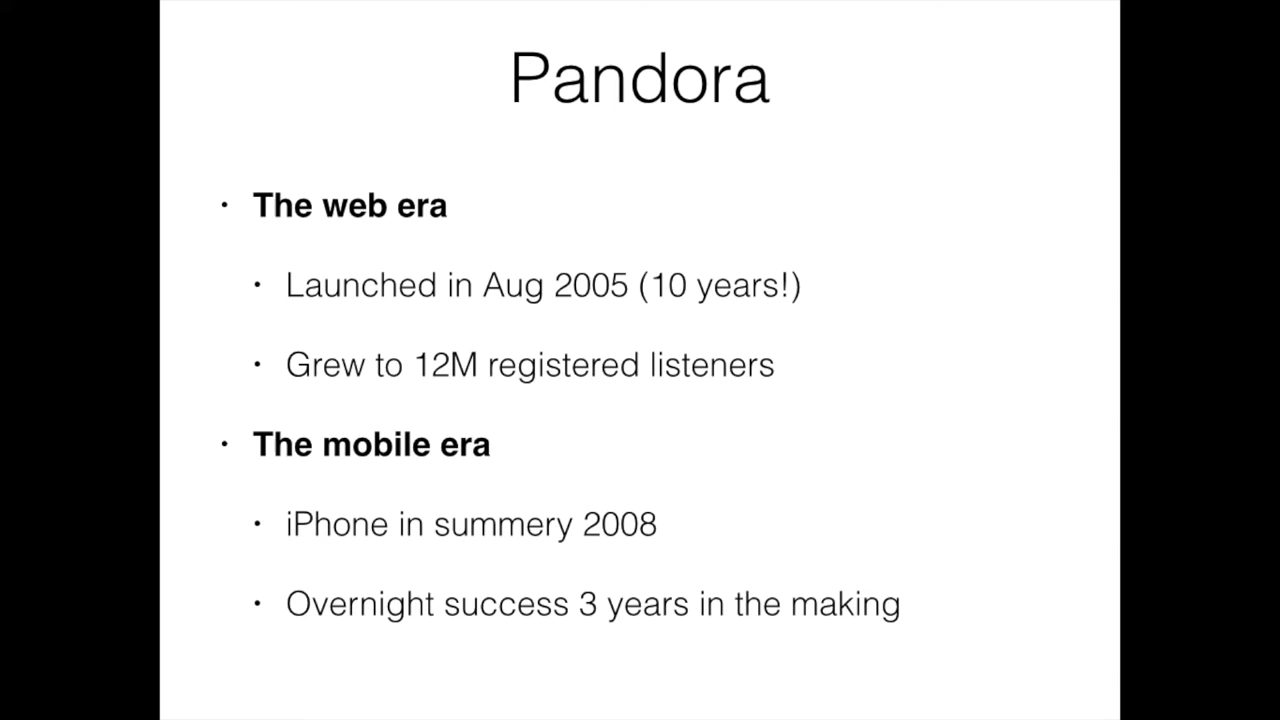 Pandora
• The web era
• Launched in Aug 2005 (10 years!)
• Grew to 12M registered listeners
• The mobile era
• iPhone in summery 2008
• Overnight success 3 years in the making